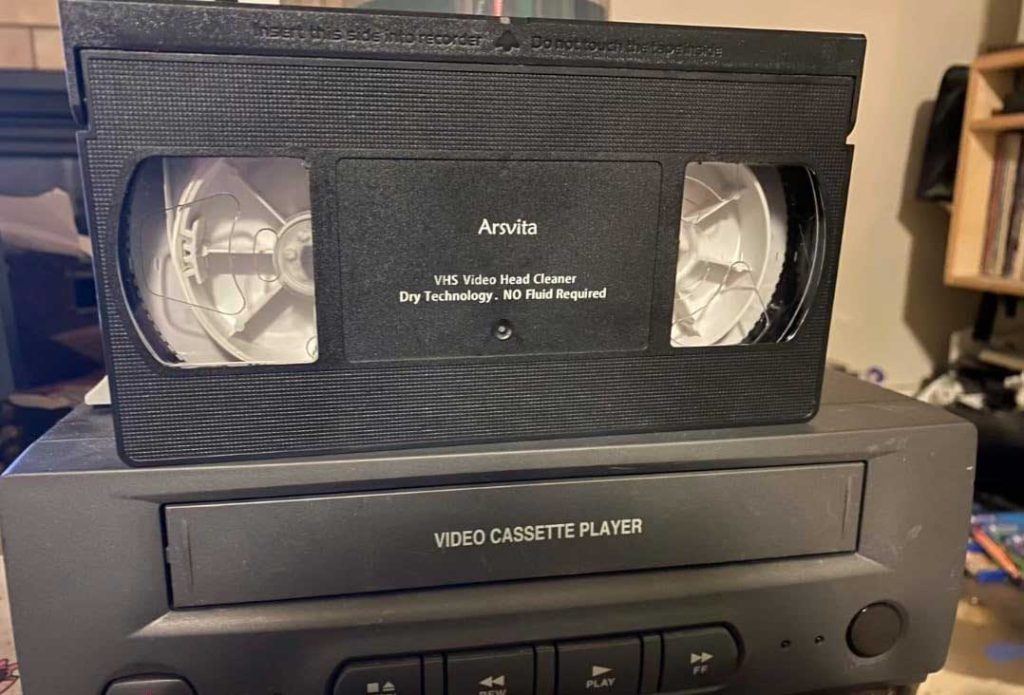 Insert this side into recorder Do not touch the tape inside
Arsvita
VHS Video Head Cleaner
Dry Technology. NO Fluid Required
VIDEO CASSETTE PLAYER
REW
PLAY
FF